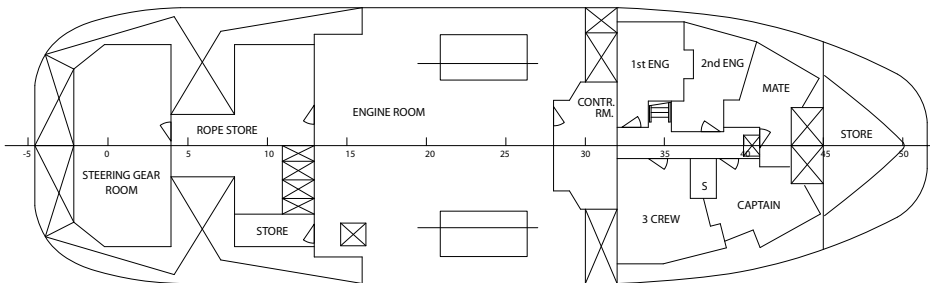 1st ENG
2nd ENG
MATE
ENGINE ROOM
CONTR.
RM.
ROPE STORE
STORE
-5 0 5 10 15 20 25 30 35 40 45 50
STEERING GEAR
ROOM
S
3 CREW
CAPTAIN
STORE